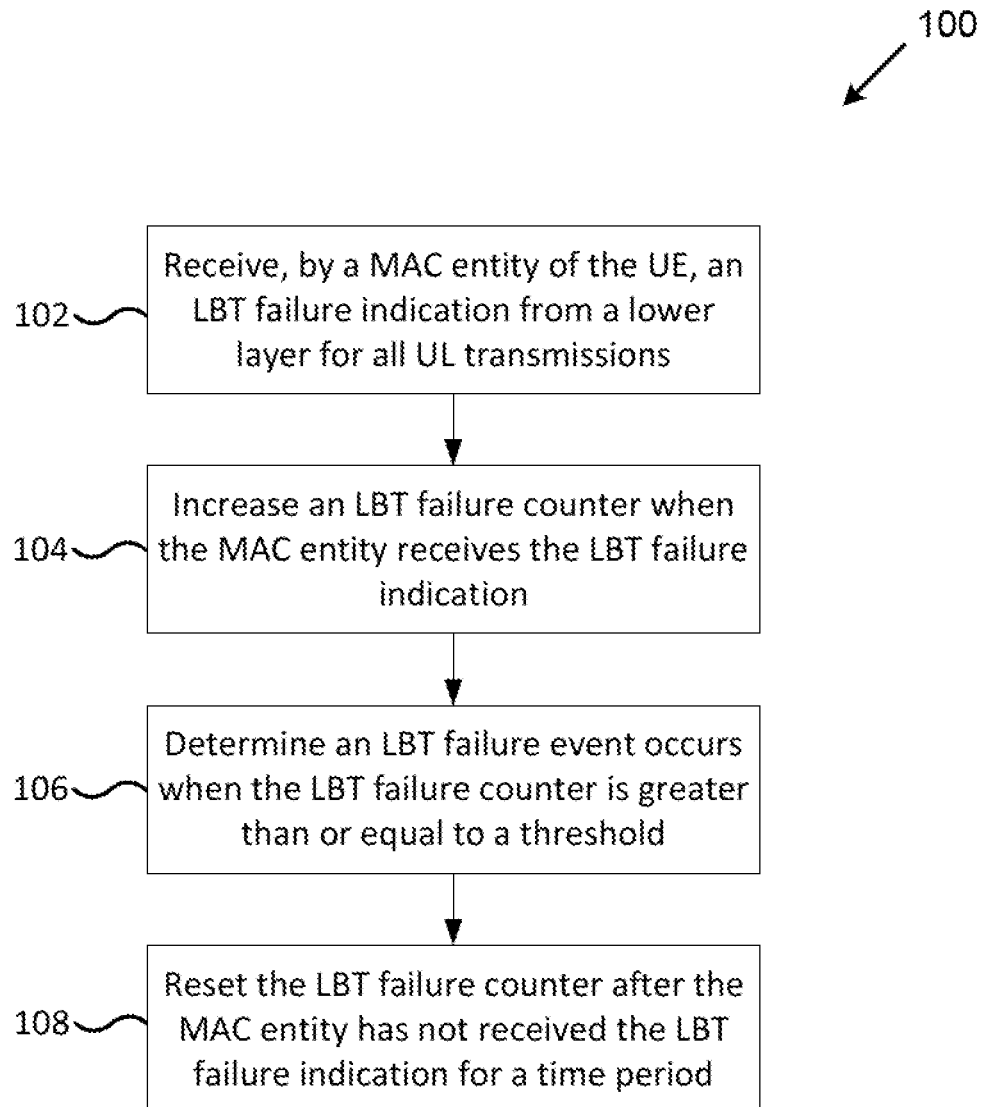 100
102
Receive, by a MAC entity of the UE, an
LBT failure indication from a lower
layer for all UL transmissions
104
Increase an LBT failure counter when
the MAC entity receives the LBT failure
indication
106
Determine an LBT failure event occurs
when the LBT failure counter is greater
than or equal to a threshold
108
Reset the LBT failure counter after the
MAC entity has not received the LBT
failure indication for a time period